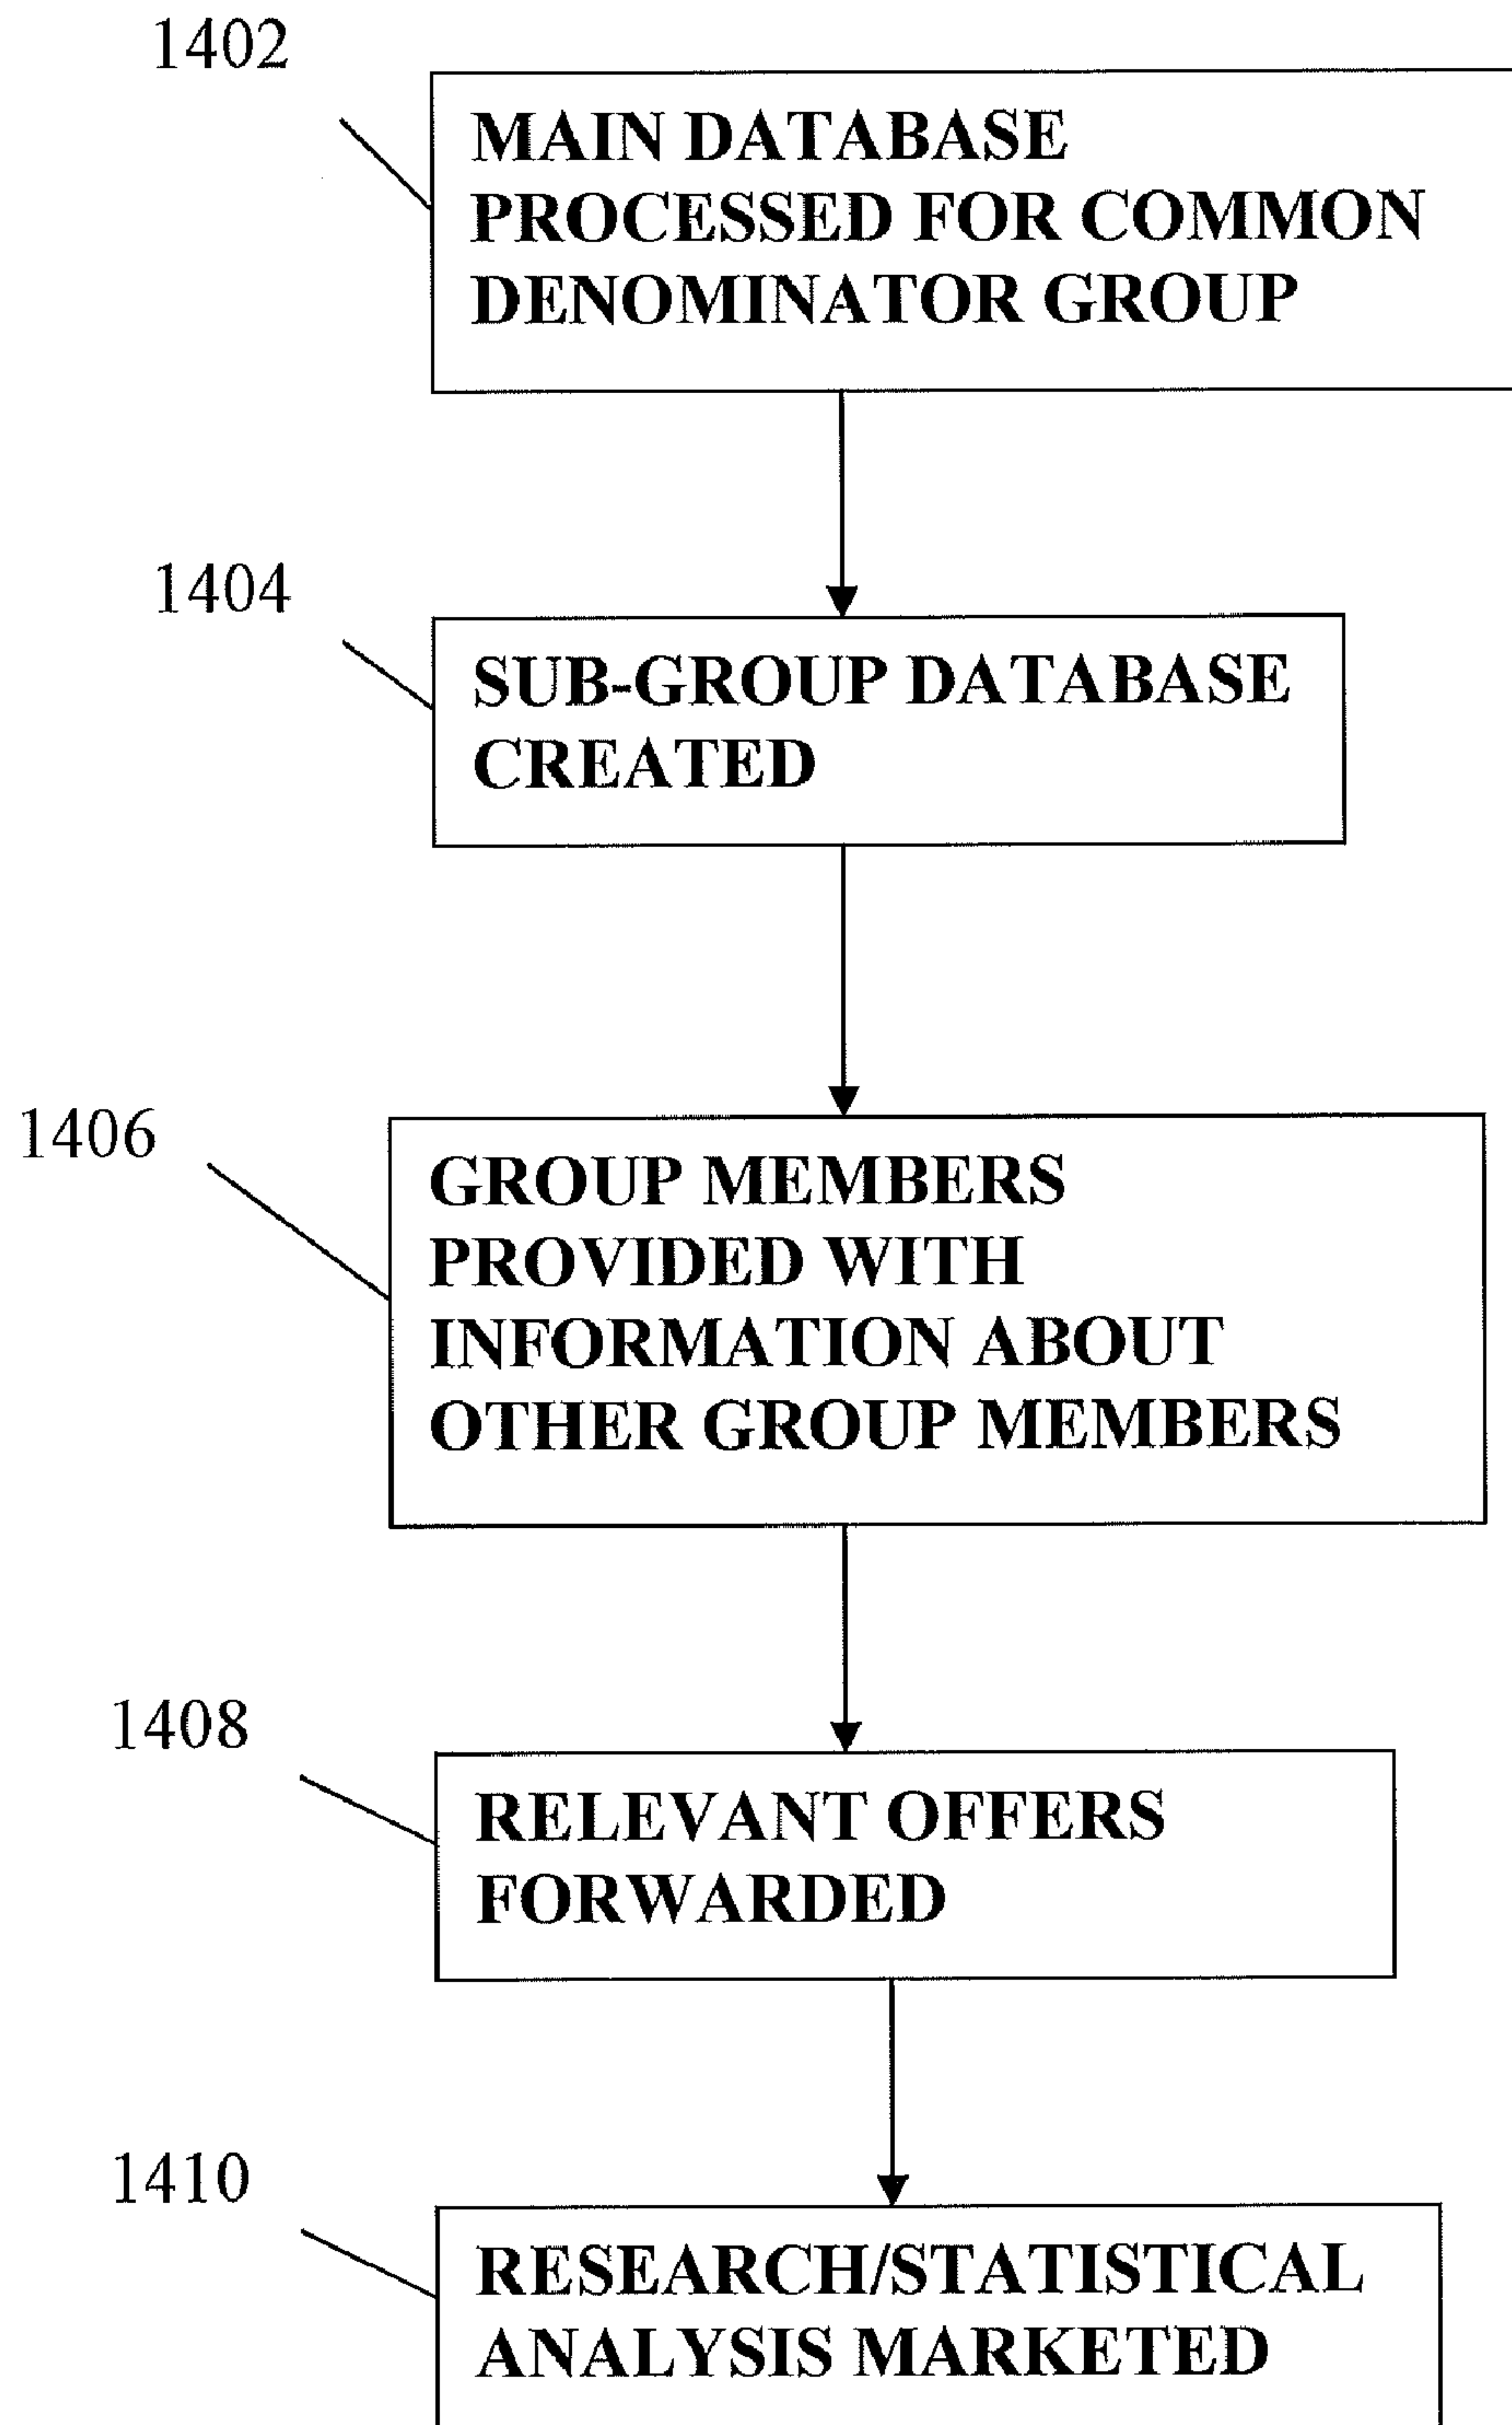 1402
MAIN DATABASE
PROCESSED FOR COMMON
DENOMINATOR GROUP
1404
SUB-GROUP DATABASE
CREATED
1406
GROUP MEMBERS
PROVIDED WITH
INFORMATION ABOUT
OTHER GROUP MEMBERS
1408
RELEVANT OFFERS
FORWARDED
1410
RESEARCH/STATISTICAL
ANALYSIS MARKETED